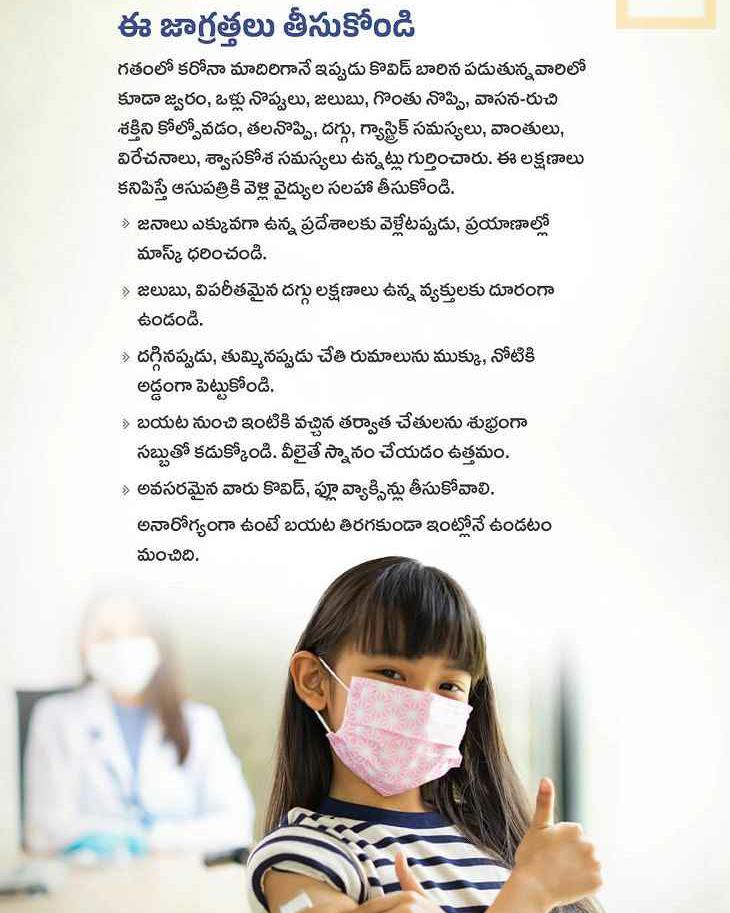 ఈ జాగ్రత్తలు తీసుకోండి
గతంలో కరోనా మాదిరిగానే ఇప్పుడు కొవిడ్ బారిన పడుతున్నవారిలో
కూడా జ్వరం, ఒళ్లు నొప్పులు, జలుబు, గొంతు నొప్పి, వాసన-రుచి
శక్తిని కోల్పోవడం, తలనొప్పి, దగ్గు, గ్యాస్ట్రిక్ సమస్యలు, వాంతులు,
విరేచనాలు, శ్వాసకోశ సమస్యలు ఉన్నట్లు గుర్తించారు. ఈ లక్షణాలు
కనిపిస్తే ఆసుపత్రికి వెళ్లి వైద్యుల సలహా తీసుకోండి.
» జనాలు ఎక్కువగా ఉన్న ప్రదేశాలకు వెళ్లేటప్పుడు, ప్రయాణాల్లో
మాస్క్ ధరించండి.
» జలుబు, విపరీతమైన దగ్గు లక్షణాలు ఉన్న వ్యక్తులకు దూరంగా
ఉండండి.
» దగ్గినప్పుడు, తుమ్మినప్పుడు చేతి రుమాలును ముక్కు, నోటికి
అడ్డంగా పెట్టుకోండి.
» బయట నుంచి ఇంటికి వచ్చిన తర్వాత చేతులను శుభ్రంగా
సబ్బుతో కడుక్కోండి. వీలైతే స్నానం చేయడం ఉత్తమం.
» అవసరమైన వారు కొవిడ్, ఫ్లూ వ్యాక్సిన్లు తీసుకోవాలి.
అనారోగ్యంగా ఉంటే బయట తిరగకుండా ఇంట్లోనే ఉండటం
మంచిది.